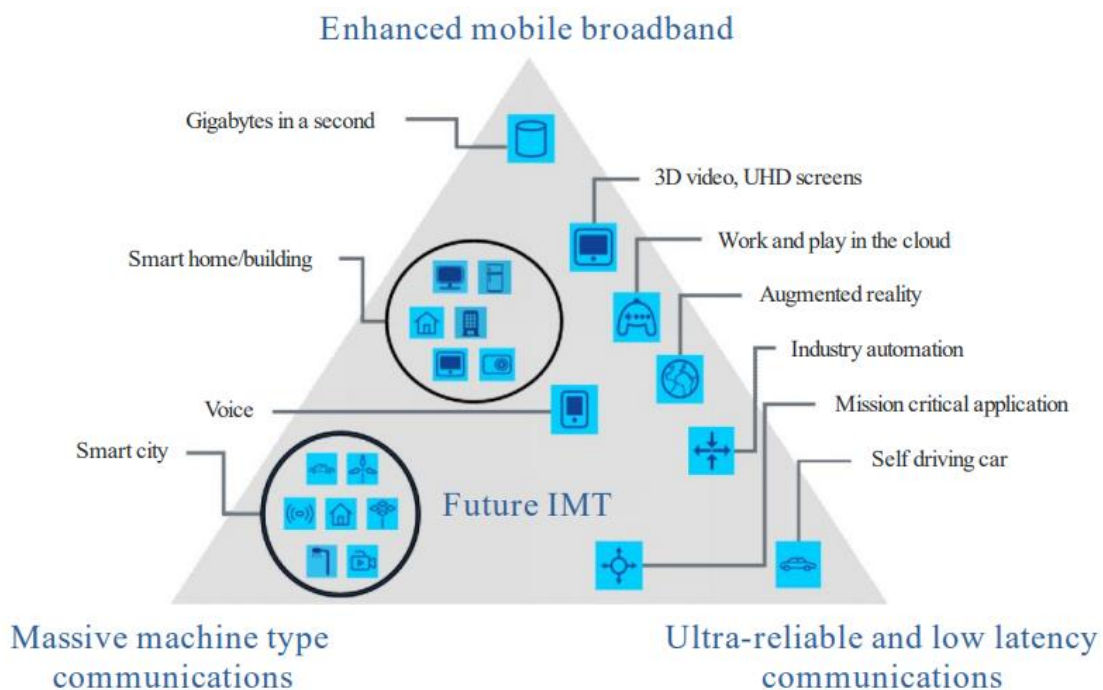 Enhanced mobile broadband
Gigabytes in a second
3D video, UHD screens
Work and play in the cloud
Smart home/building
Augmented reality
Industry automation
Mission critical application
Voice
Smart city
Self driving car
Future IMT
Massive machine type
communications
Ultra-reliable and low latency
communications